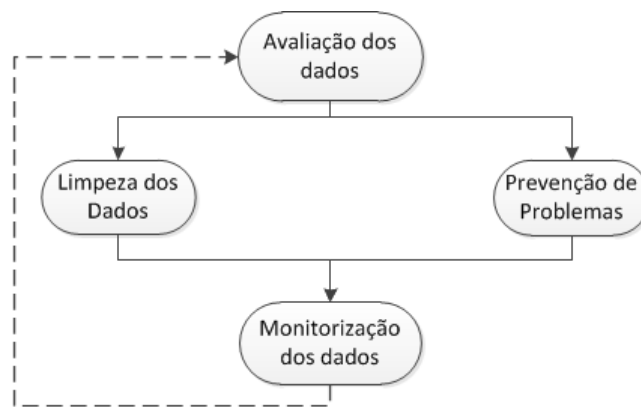 Avaliação dos
dados
Limpeza dos
Dados
Prevenção de
Problemas
Monitorização
dos dados